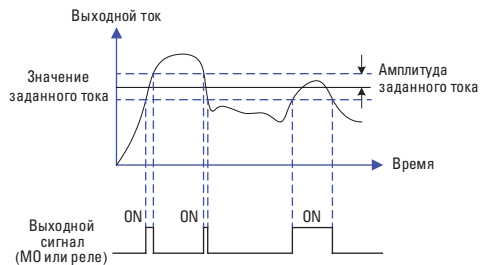 Выходной ток
Значение
заданного тока
Амплитуда
заданного тока
Время
ON
ON
ON
Выходной
сигнал
(МО или реле)